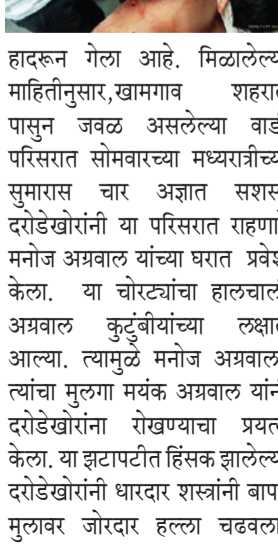 हादरून गेला आहे. मिळालेल्य
माहितीनुसार,खामगाव शहरात
पासुन जवळ असलेल्या वाडी
परिसरात सोमवारच्या मध्यरात्रीच्य
सुमारास चार अज्ञात सशस्
दरोडेखोरांनी या परिसरात राहणा
मनोज अग्रवाल यांच्या घरात प्रवेश
केला. या चोरट्यांचा हालचाल
अग्रवाल कुटुंबीयांच्या लक्षात
आल्या. त्यामुळे मनोज अग्रवाल
त्यांचा मुलगा मयंक अग्रवाल यांन
दरोडेखोरांना रोखण्याचा प्रयत्
केला. या झटापटीत हिंसक झालेल्य
दरोडेखोरांनी धारदार शस्त्रांनी बाप
मुलावर जोरदार हल्ला चढवला